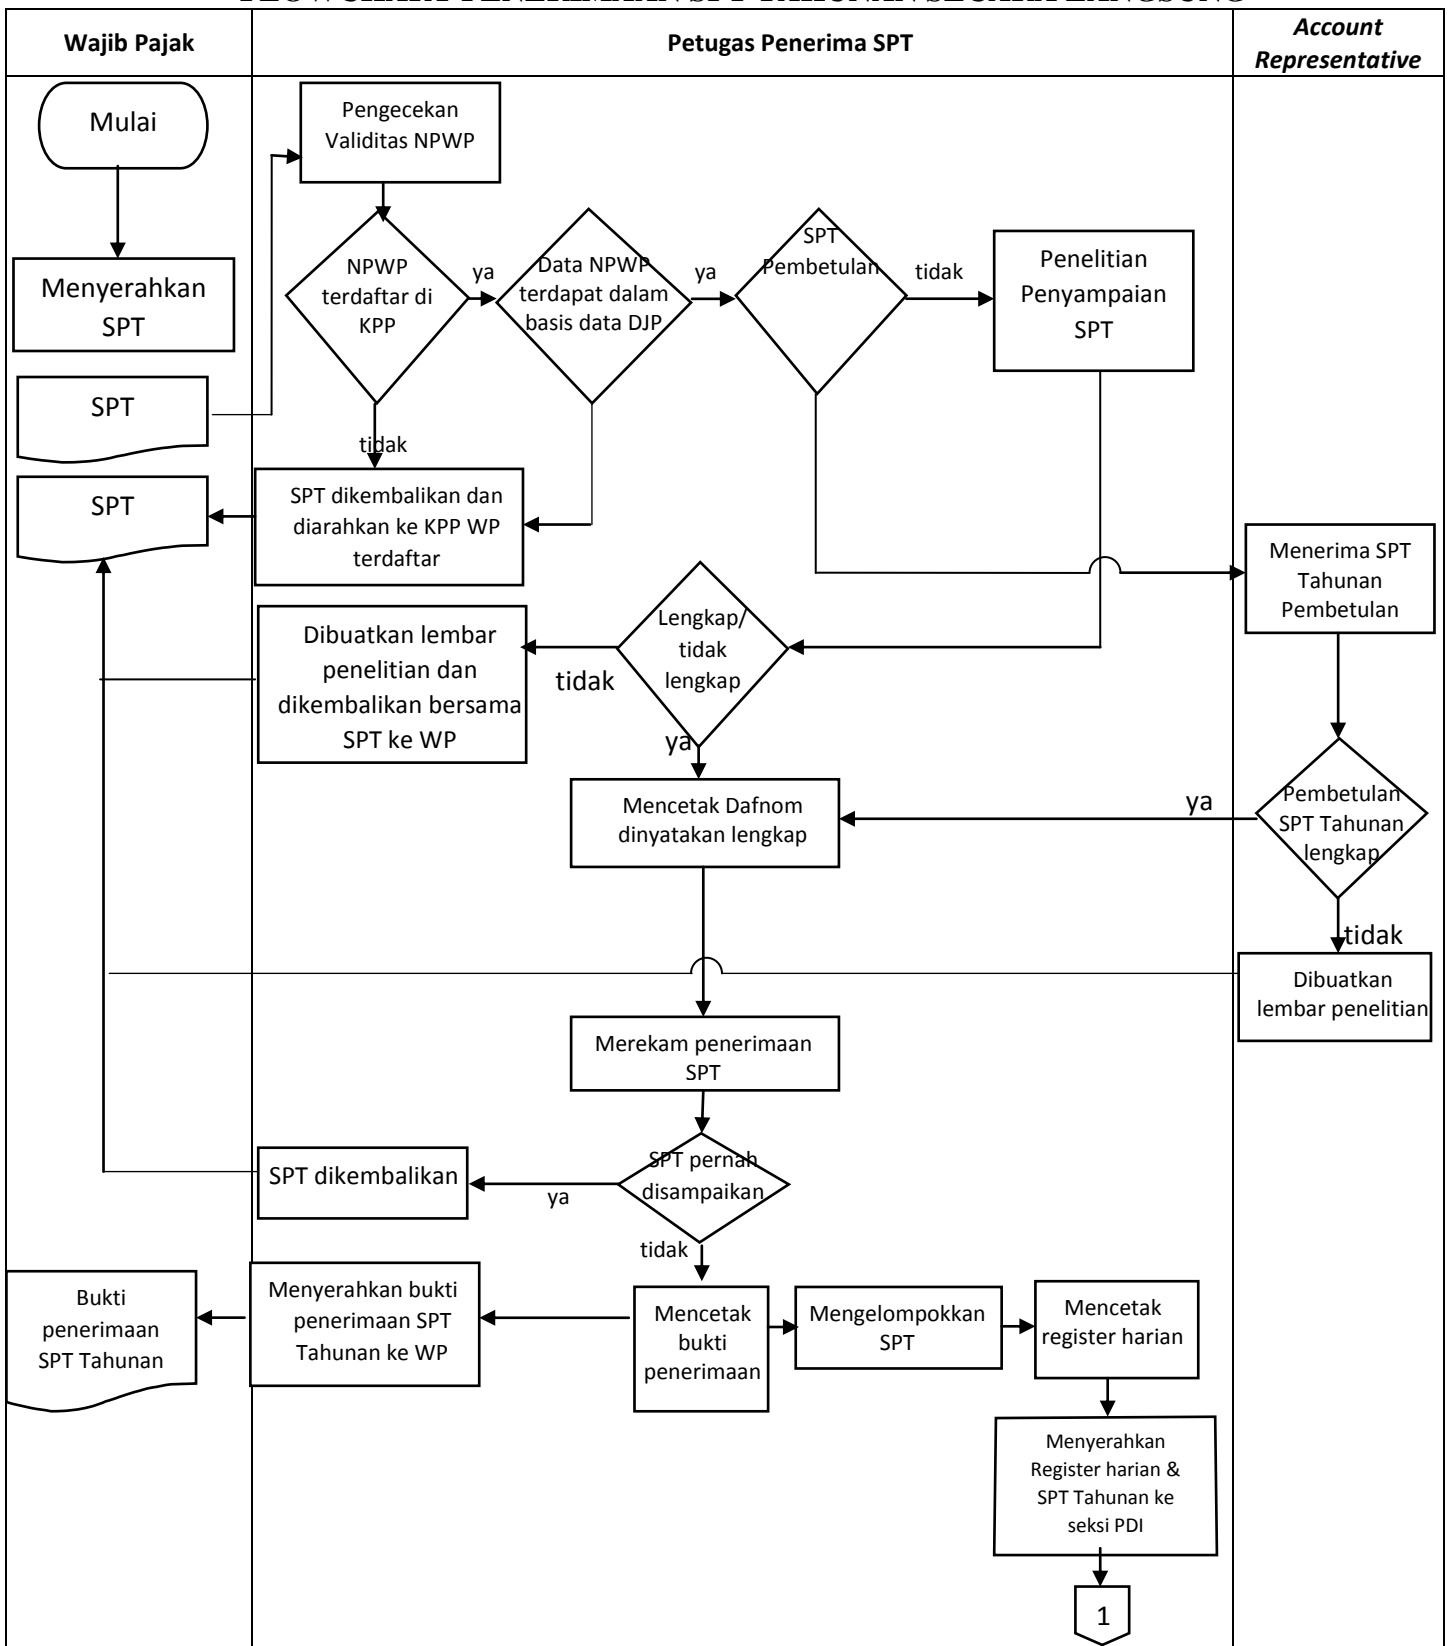 Wajib Pajak
Petugas Penerima SPT
Account
Representative
Mulai
Pengecekan
Validitas NPWP
Menyerahkan
SPT
NPWP
terdaftar di
KPP
ya
Data NPWP
terdapat dalam
basis data DJP
ya
SPT
Pembetulan
tidak
Penelitian
Penyampaian
SPT
SPT
tidak
SPT
SPT dikembalikan dan
diarahkan ke KPP WP
terdaftar
Menerima SPT
Tahunan
Pembetulan
Dibuatkan lembar
penelitian dan
dikembalikan bersama
SPT ke WP
tidak
Lengkap/
tidak
lengkap
ya
Mencetak Dafnom
dinyatakan lengkap
ya
Pembetulan
SPT Tahunan
lengkap
tidak
Dibuatkan
lembar penelitian
Merekam penerimaan
SPT
SPT dikembalikan
ya
SPT pernah
disampaikan
tidak
Bukti
penerimaan
SPT Tahunan
Menyerahkan bukti
penerimaan SPT
Tahunan ke WP
Mencetak
bukti
penerimaan
Mengelompokkan
SPT
Mencetak
register harian
Menyerahkan
Register harian &
SPT Tahunan ke
seksi PDI
1